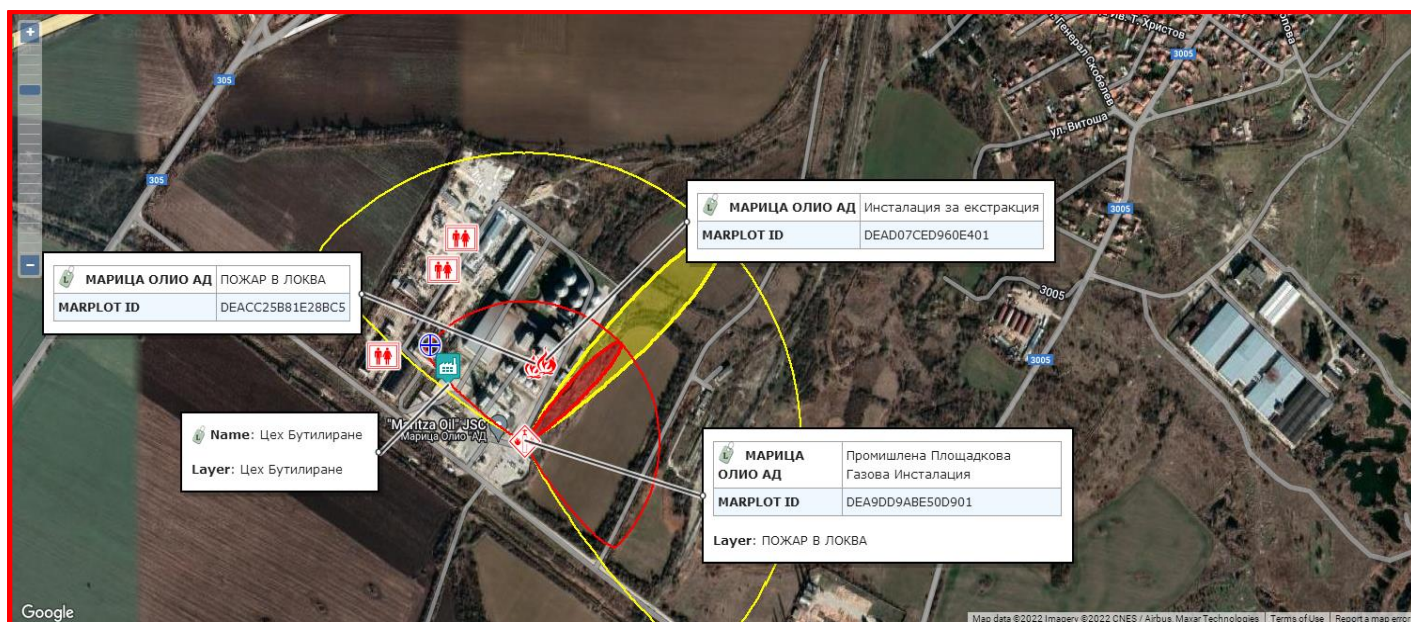 ул. Генерал Скобелев
Ив. Т. Христов
3005
305
ул. Витоша
305
3005
МАРИЦА ОЛИО АД Инсталация за екстракция
MARPLOT ID DEAD07CED960E401
МАРИЦА ОЛИО АД ПОЖАР В ЛОКВА
MARPLOT ID DEACC25B81E28BC5
3005
3005
"Maritza Oil" JSC
Марица Олио АД
Name: Цех Бутилиране
Layer: Цех Бутилиране
МАРИЦА ОЛИО АД Промишлена Площадкова Газова Инсталация
MARPLOT ID DEA9DD9ABE50D901
Layer: ПОЖАР В ЛОКВА
Google
Map data ©2022 Imagery ©2022 CNES / Airbus, Maxar Technologies Terms of Use Report a map error